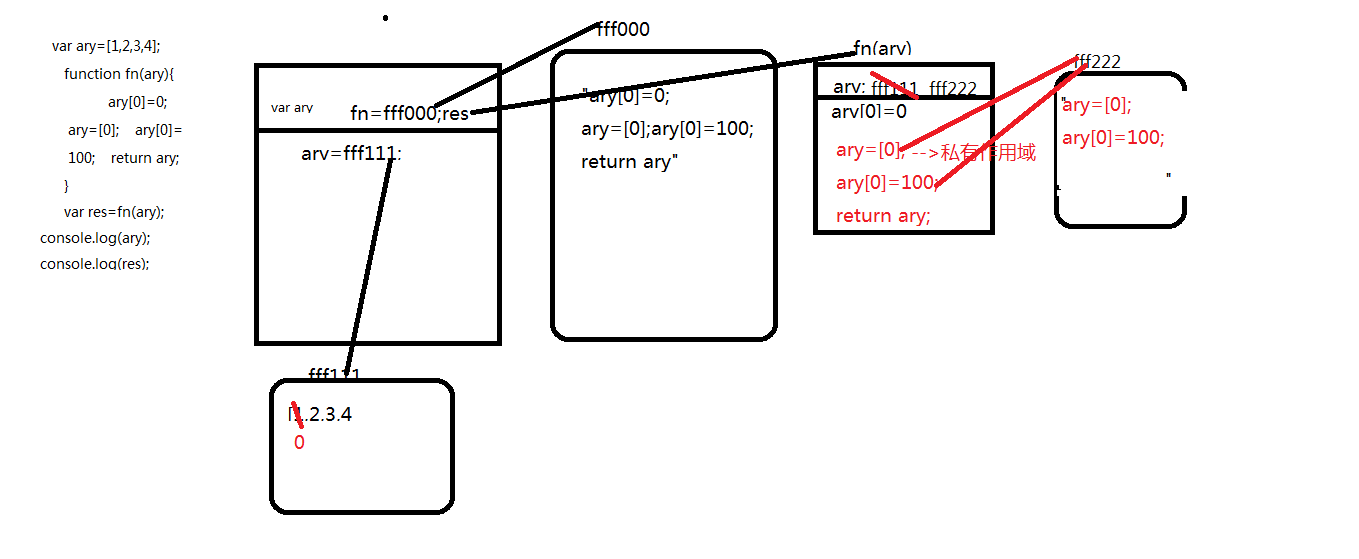 var ary=[1,2,3,4];
function fn(ary){
ary[0]=0;
ary=[0]; ary[0]=
100; return ary;
}
var res=fn(ary);
console.log(ary);
console.log(res);
var ary
fn=fff000;res
ary=fff111;
fff111
[1,2,3,4
0
fff000
"ary[0]=0;
ary=[0];ary[0]=100;
return ary"
fn(ary)
ary: fff111 fff222
ary[0]=0
ary=[0]; -->私有作用域
ary[0]=100;
return ary;
fff222
"ary=[0];
ary[0]=100;
"